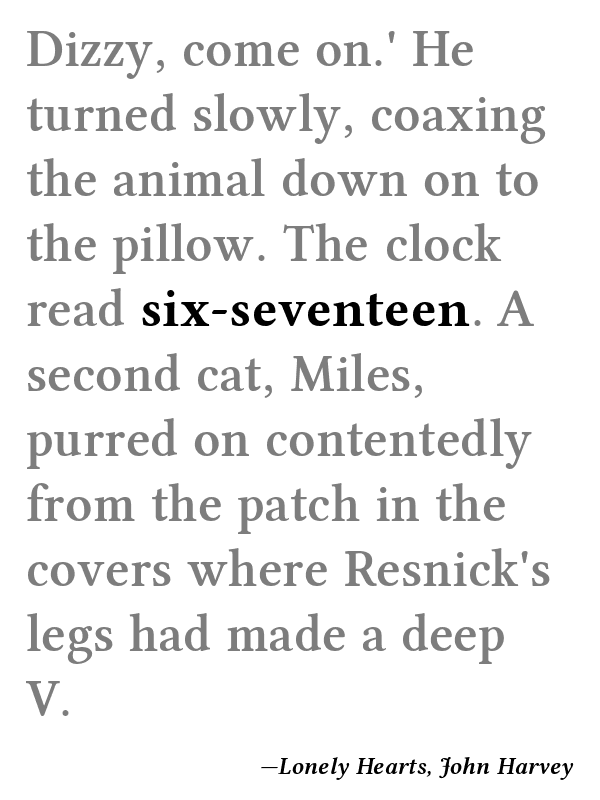 Dizzy, come on.' He
turned slowly, coaxing
the animal down on to
the pillow. The clock
read six-seventeen. A
second cat, Miles,
purred on contentedly
from the patch in the
covers where Resnick's
legs had made a deep
V.
—Lonely Hearts, John Harvey